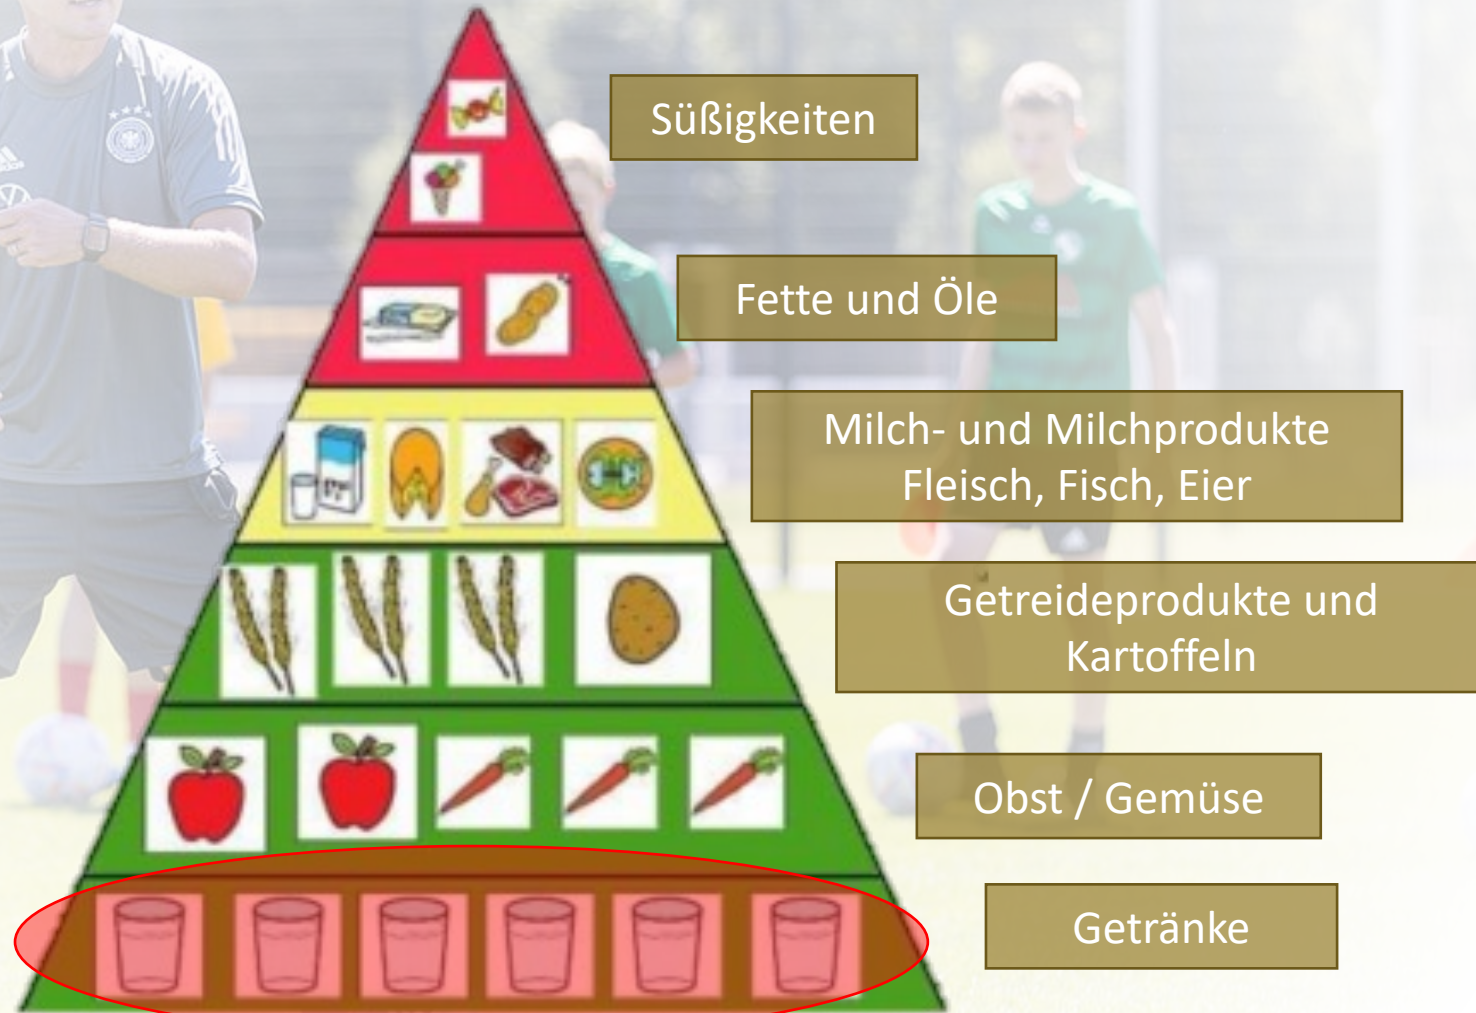 Süßigkeiten
Fette und Öle
Milch- und Milchprodukte
Fleisch, Fisch, Eier
Getreideprodukte und
Kartoffeln
Obst / Gemüse
Getränke